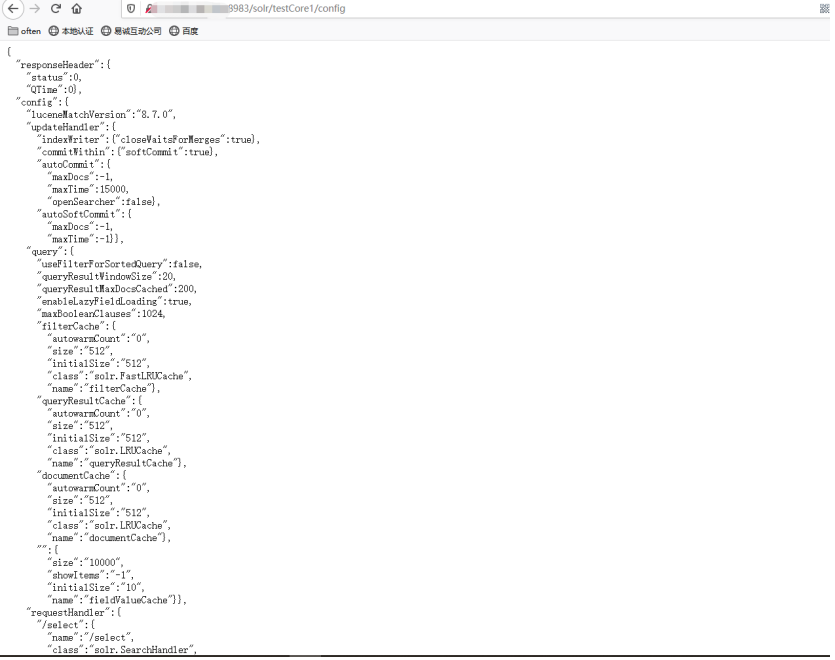 8983/solr/testCore1/config
often 本地认证 易诚互动公司 百度
{
"responseHeader":{
"status":0,
"QTime":0},
"config":{
"luceneMatchVersion":"8.7.0",
"updateHandler":{
"indexWriter":{"closeWaitsForMerges":true},
"commitWithin":{"softCommit":true},
"autoCommit":{
"maxDocs":-1,
"maxTime":15000,
"openSearcher":false},
"autoSoftCommit":{
"maxDocs":-1,
"maxTime":-1}},
"query":{
"useFilterForSortedQuery":false,
"queryResultWindowSize":20,
"queryResultMaxDocsCached":200,
"enableLazyFieldLoading":true,
"maxBooleanClauses":1024,
"filterCache":{
"autowarmCount":"0",
"size":"512",
"initialSize":"512",
"class":"solr.FastLRUCache",
"name":"filterCache"},
"queryResultCache":{
"autowarmCount":"0",
"size":"512",
"initialSize":"512",
"class":"solr.LRUCache",
"name":"queryResultCache"},
"documentCache":{
"autowarmCount":"0",
"size":"512",
"initialSize":"512",
"class":"solr.LRUCache",
"name":"documentCache"},
"":{
"size":"10000",
"showItems":"-1",
"initialSize":"10",
"name":"fieldValueCache"}},
"requestHandler":{
"/select":{
"name":"/select",
"class":"solr.SearchHandler",